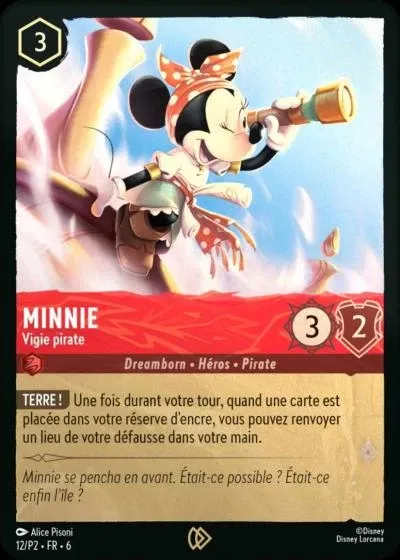 3
MINNIE
Vigie pirate
3
2
Dreamborn • Héros • Pirate
TERRE ! Une fois durant votre tour, quand une carte est
placée dans votre réserve d'encre, vous pouvez renvoyer
un lieu de votre défausse dans votre main.
Minnie se pencha en avant. Était-ce possible ? Était-ce
enfin l'île ?
Alice Pisoni
©Disney
12/P2 • FR • 6
Disney Lorcana